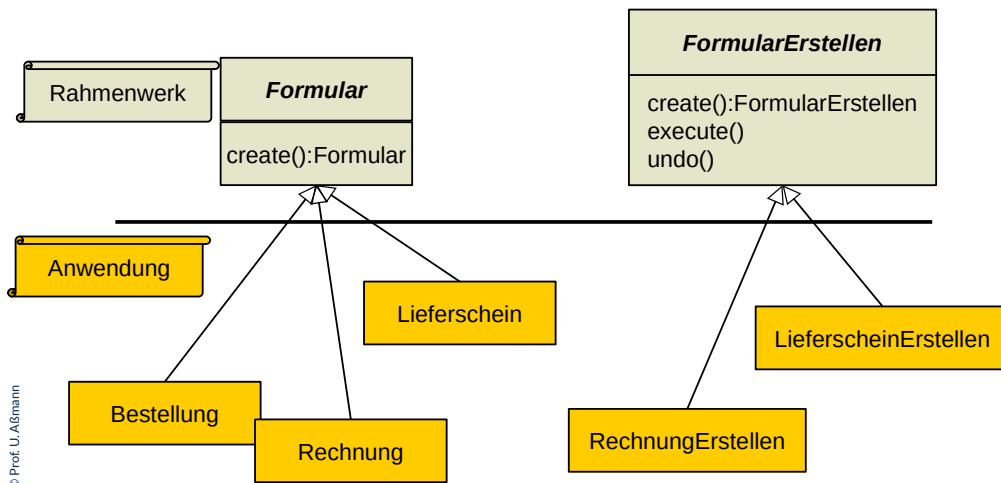 FormularErstellen
Rahmenwerk
Formular
create():FormularErstellen
execute()
undo()
create():Formular
Anwendung
Lieferschein
LieferscheinErstellen
Bestellung
Rechnung
RechnungErstellen
© Prof. U. Aßmann